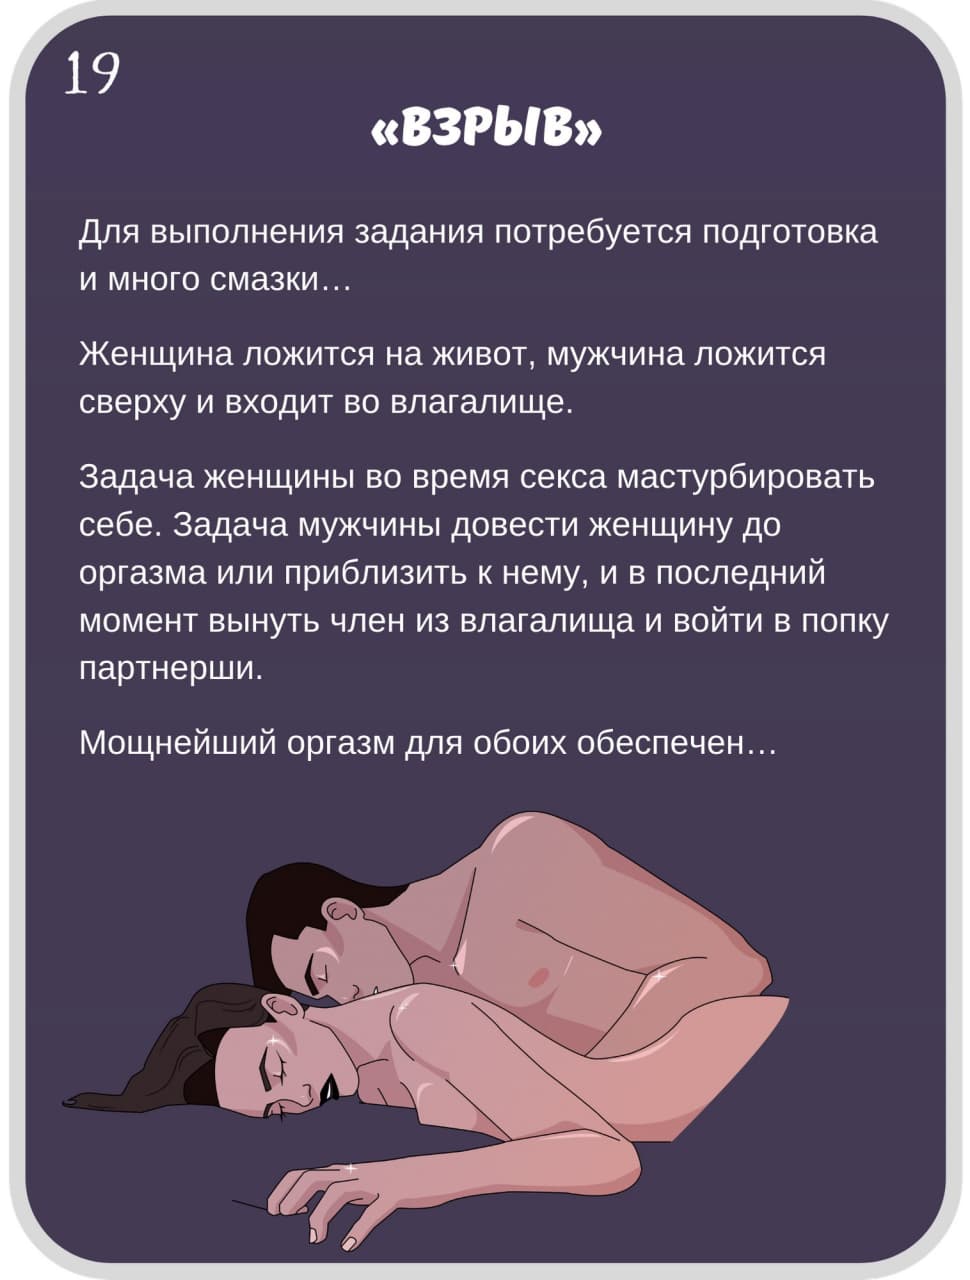 19
«ВЗРЫВ»
Для выполнения задания потребуется подготовка
и много смазки…
Женщина ложится на живот, мужчина ложится
сверху и входит во влагалище.
Задача женщины во время секса мастурбировать
себе. Задача мужчины довести женщину до
оргазма или приблизить к нему, и в последний
момент вынуть член из влагалища и войти в попку
партнерши.
Мощнейший оргазм для обоих обеспечен…